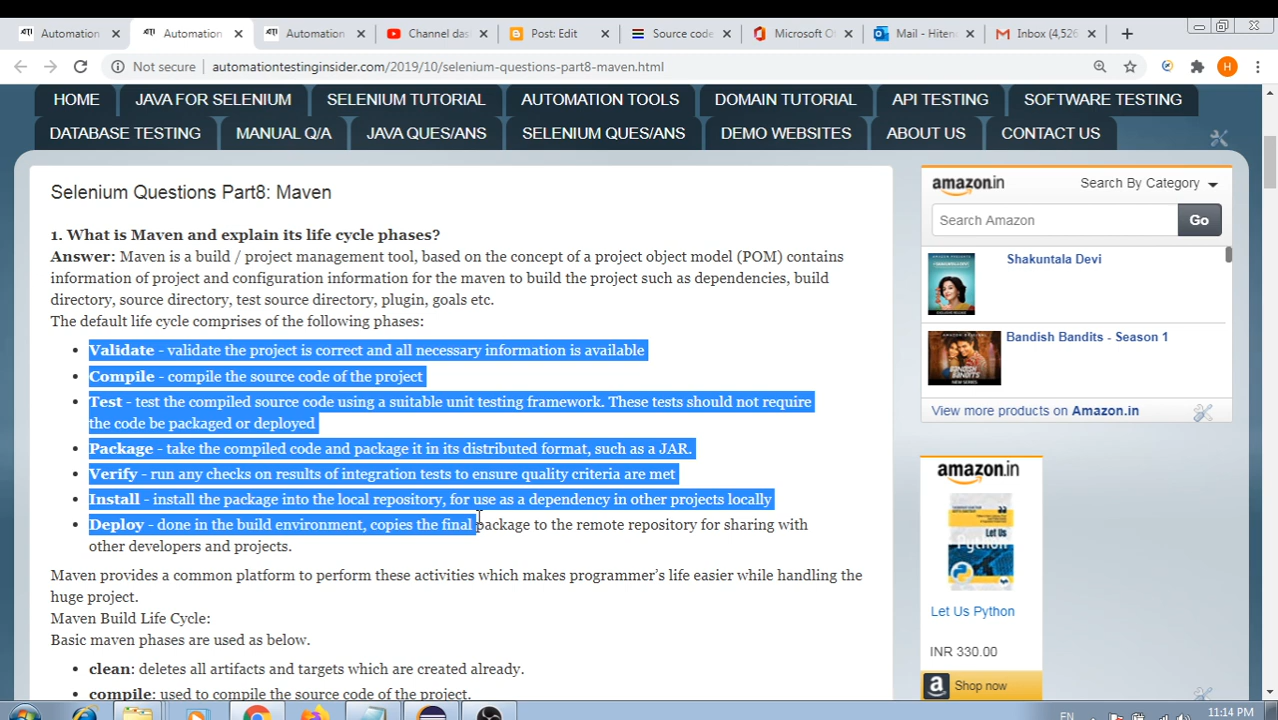 Automation
Automation
Automation
Channel das
Post: Edit
Source code
Microsoft O
Mail - Hiten
Inbox (4,526
Not secure
automationtestinginsider.com/2019/10/selenium-questions-part8-maven.html
H
HOME
JAVA FOR SELENIUM
SELENIUM TUTORIAL
AUTOMATION TOOLS
DOMAIN TUTORIAL
API TESTING
SOFTWARE TESTING
DATABASE TESTING
MANUAL Q/A
JAVA QUES/ANS
SELENIUM QUES/ANS
DEMO WEBSITES
ABOUT US
CONTACT US
Selenium Questions Part8: Maven
1. What is Maven and explain its life cycle phases?
Answer: Maven is a build / project management tool, based on the concept of a project object model (POM) contains
information of project and configuration information for the maven to build the project such as dependencies, build
directory, source directory, test source directory, plugin, goals etc.
The default life cycle comprises of the following phases:
• Validate - validate the project is correct and all necessary information is available
• Compile - compile the source code of the project
• Test - test the compiled source code using a suitable unit testing framework. These tests should not require
the code be packaged or deployed
• Package - take the compiled code and package it in its distributed format, such as a JAR.
• Verify - run any checks on results of integration tests to ensure quality criteria are met
• Install - install the package into the local repository, for use as a dependency in other projects locally
• Deploy - done in the build environment, copies the final package to the remote repository for sharing with
other developers and projects.
Maven provides a common platform to perform these activities which makes programmer's life easier while handling the
huge project.
Maven Build Life Cycle:
Basic maven phases are used as below.
• clean: deletes all artifacts and targets which are created already.
• compile: used to compile the source code of the project.
amazon.in
Search By Category
Search Amazon
Go
Shakuntala Devi
Bandish Bandits - Season 1
View more products on Amazon.in
amazon.in
Let Us
Python
Let Us Python
INR 330.00
Shop now
EN
11:14 PM